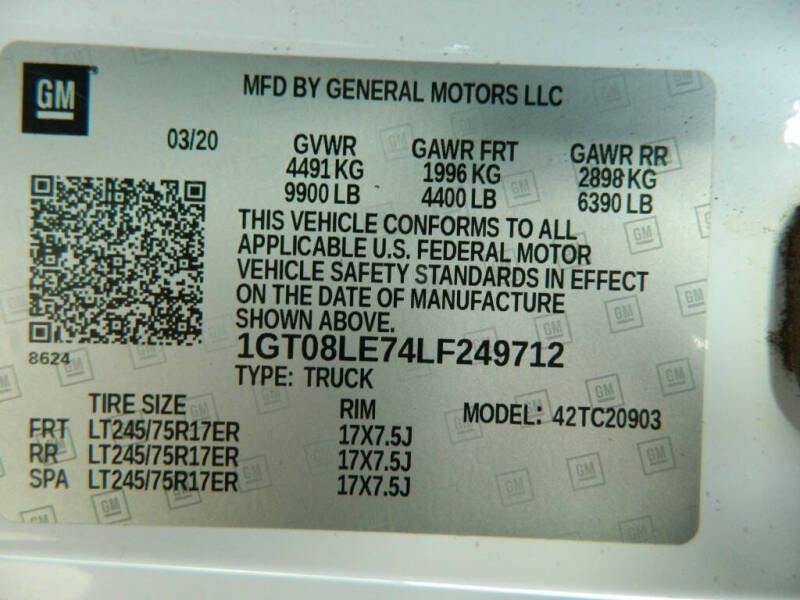 GM
MFD BY GENERAL MOTORS LLC
03/20
GVWR GAWR FRT GAWR RR
4491 KG 1996 KG 2898 KG
9900 LB 4400 LB 6390 LB
THIS VEHICLE CONFORMS TO ALL
APPLICABLE U.S. FEDERAL MOTOR
VEHICLE SAFETY STANDARDS IN EFFECT
ON THE DATE OF MANUFACTURE
SHOWN ABOVE.
8624
1GT08LE74LF249712
TYPE: TRUCK
TIRE SIZE RIM MODEL: 42TC20903
FRT LT245/75R17ER 17X7.5J
RR LT245/75R17ER 17X7.5J
SPA LT245/75R17ER 17X7.5J